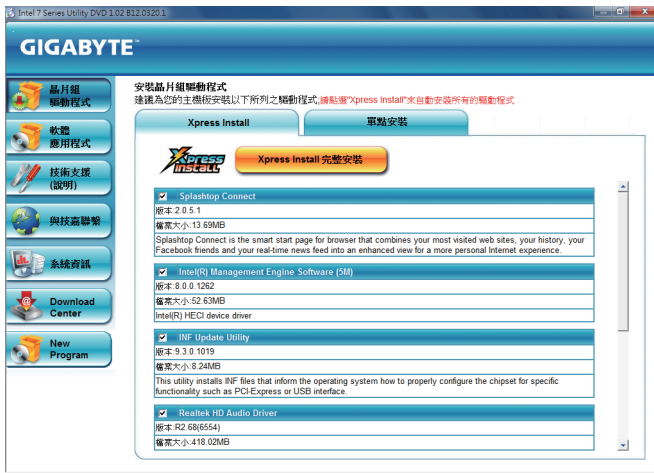 Intel 7 Series Utility DVD 1.02 B12.0320.1
GIGABYTE™
晶片組
驅動程式
軟體
應用程式
技術支援
(說明)
與技嘉聯繫
系統資訊
Download
Center
New
Program
安裝晶片組驅動程式
建議為您的主機板安裝以下所列之驅動程式;請點選"Xpress Install"來自動安裝所有的驅動程式
Xpress Install
單點安裝
Xpress
INSTALL
Xpress Install 完整安裝
Splashtop Connect
版本:2.0.5.1
檔案大小:13.69MB
Splashtop Connect is the smart start page for browser that combines your most visited web sites, your history, your
Facebook friends and your real-time news feed into an enhanced view for a more personal Internet experience.
Intel(R) Management Engine Software (5M)
版本:8.0.0.1262
檔案大小:52.63MB
Intel(R) HECI device driver
INF Update Utility
版本:9.3.0.1019
檔案大小:8.24MB
This utility installs INF files that inform the operating system how to properly configure the chipset for specific
functionality such as PCI-Express or USB interface.
Realtek HD Audio Driver
版本:R2.68(6554)
檔案大小:418.02MB